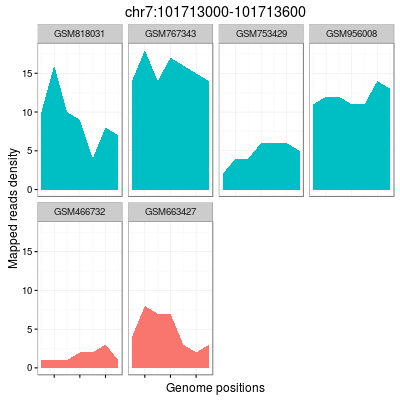 chr7:101713000-101713600
GSM818031 GSM767343 GSM753429 GSM956008
15
10
5
0
GSM466732 GSM663427
15
10
5
0
Mapped reads density
Genome positions